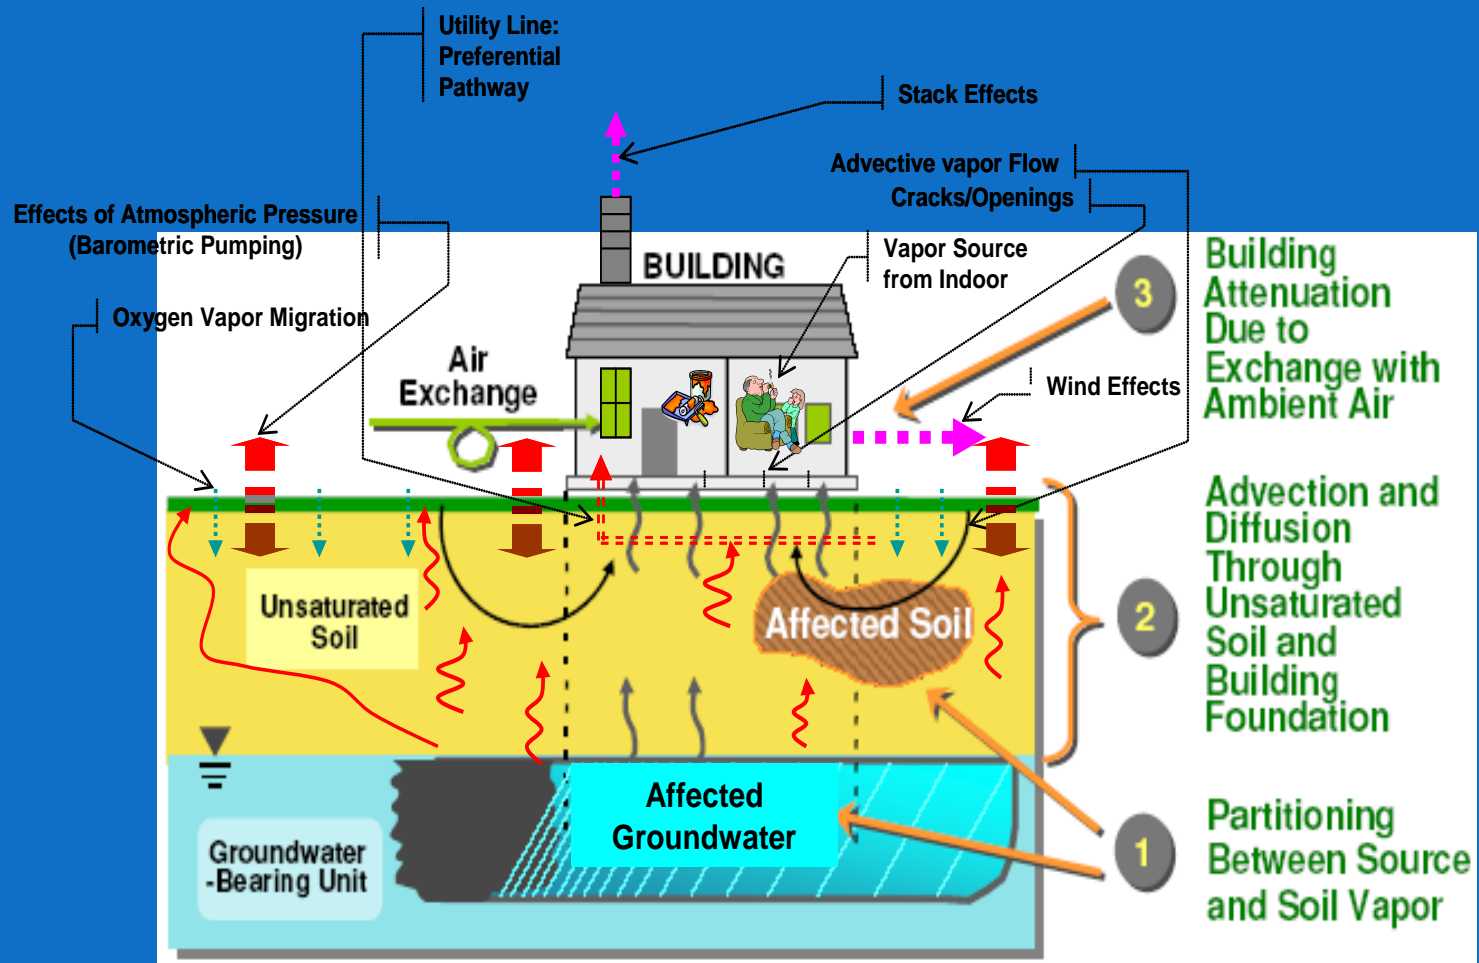 Utility Line:
Preferential
Pathway
Stack Effects
Advective vapor Flow
Cracks/Openings
Effects of Atmospheric Pressure
(Barometric Pumping)
Oxygen Vapor Migration
BUILDING
Vapor Source
from Indoor
Air
Exchange
Wind Effects
3
Building
Attenuation
Due to
Exchange with
Ambient Air
Unsaturated
Soil
Affected Soil
2
Advection and
Diffusion
Through
Unsaturated
Soil and
Building
Foundation
Affected
Groundwater
Groundwater
-Bearing Unit
1
Partitioning
Between Source
and Soil Vapor